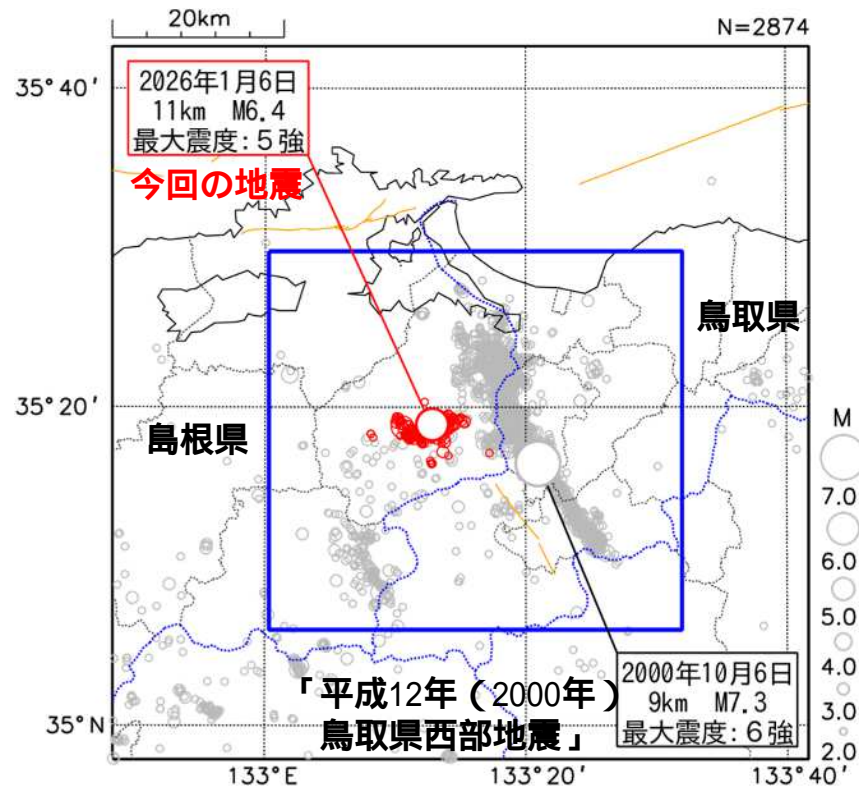 20km
N=2874
35°40′
2026年1月6日
11km M6.4
最大震度:5強
今回の地震
鳥取県
35°20′
島根県
M
7.0
6.0
5.0
4.0
3.0
2.0
2000年10月6日
9km M7.3
最大震度:6強
「平成12年(2000年)
鳥取県西部地震」
35°N
133°E
133°20′
133°40′